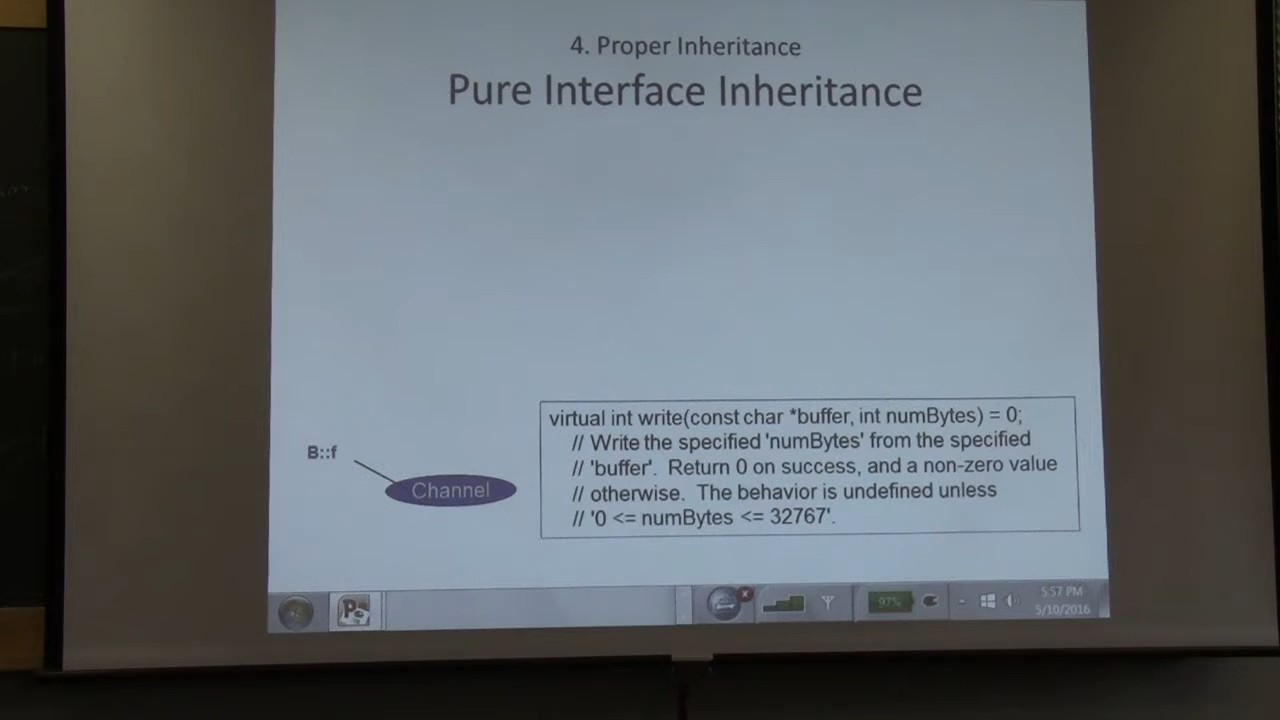 4. Proper Inheritance
Pure Interface Inheritance
virtual int write(const char *buffer, int numBytes) = 0;
// Write the specified 'numBytes' from the specified
// 'buffer'. Return 0 on success, and a non-zero value
// otherwise. The behavior is undefined unless
// '0 <= numBytes <= 32767'.
B::f
Channel
97%
5:57 PM
5/10/2016